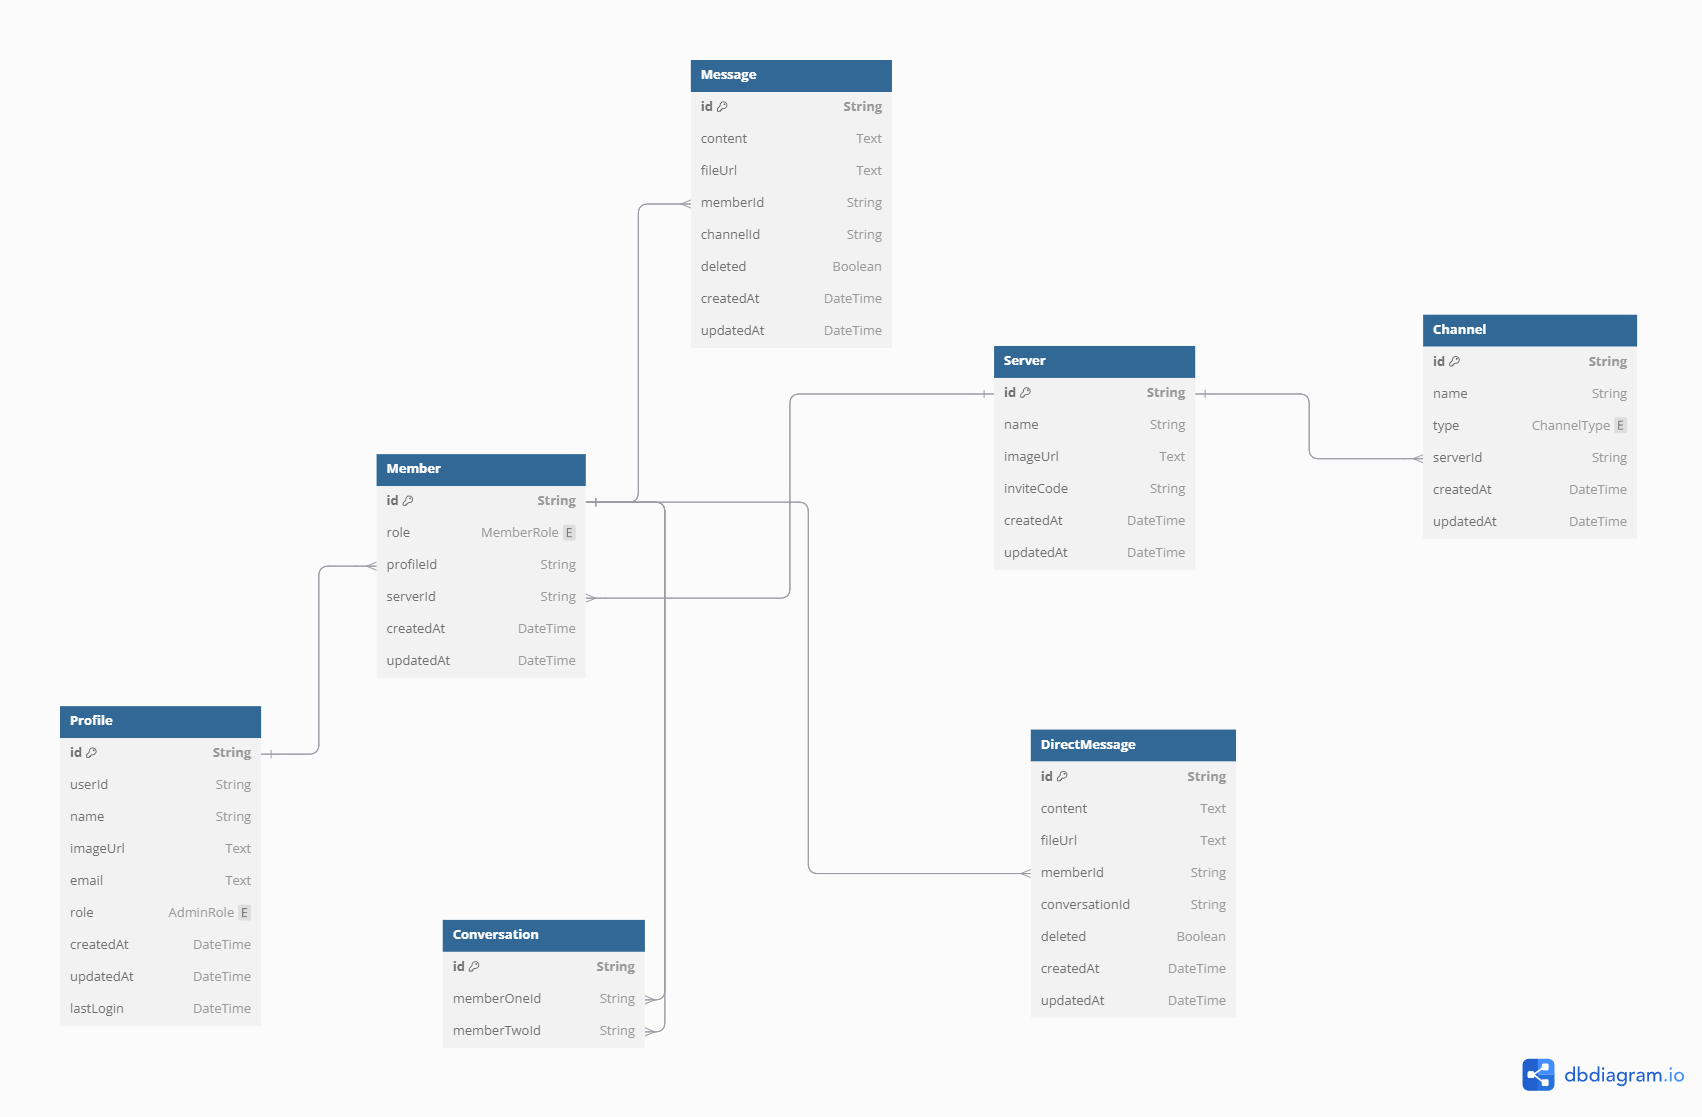 Message
id String
content Text
fileUrl Text
memberId String
channelId String
deleted Boolean
createdAt DateTime
updatedAt DateTime
Server
id String
name String
imageUrl Text
inviteCode String
createdAt DateTime
updatedAt DateTime
Channel
id String
name String
type ChannelType E
serverId String
createdAt DateTime
updatedAt DateTime
Member
id String
role MemberRole E
profileId String
serverId String
createdAt DateTime
updatedAt DateTime
Profile
id String
userId String
name String
imageUrl Text
email Text
role AdminRole E
createdAt DateTime
updatedAt DateTime
lastLogin DateTime
DirectMessage
id String
content Text
fileUrl Text
memberId String
conversationId String
deleted Boolean
createdAt DateTime
updatedAt DateTime
Conversation
id String
memberOneId String
memberTwoId String
dbdiagram.io